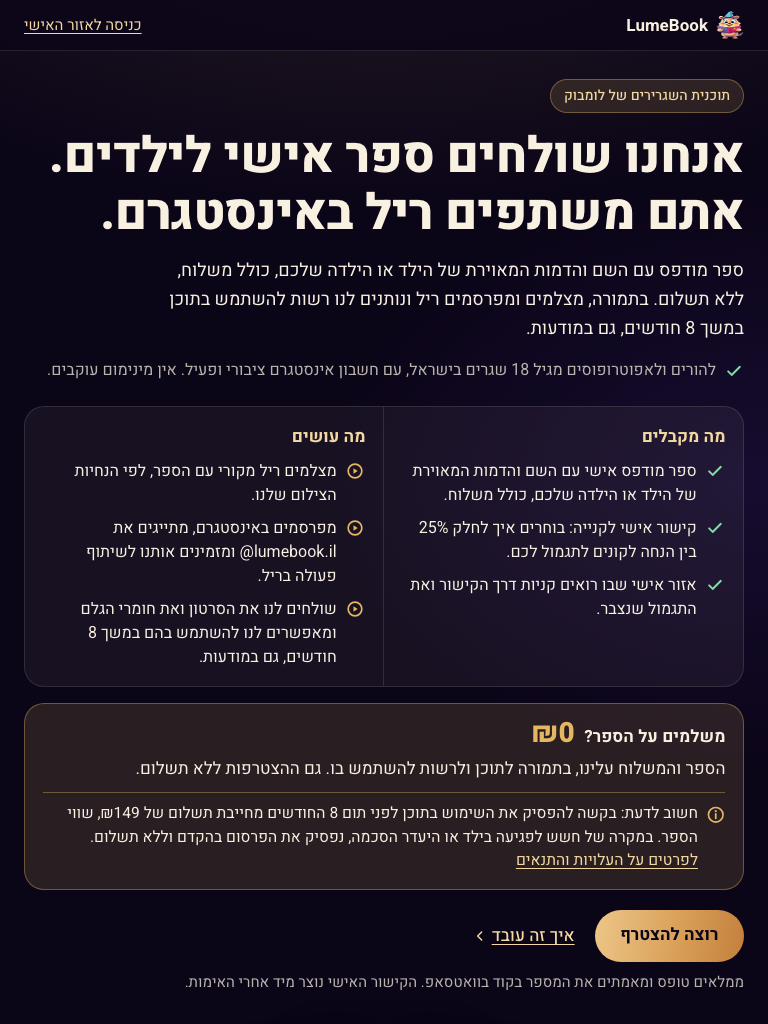 LumeBook
כניסה לאזור האישי
תוכנית השגרירים של לומבוק
אנחנו שולחים ספר אישי לילדים.
אתם משתפים ריל באינסטגרם.
ספר מודפס עם השם והדמות המאוירת של הילד או הילדה שלכם, כולל משלוח,
ללא תשלום. בתמורה, מצלמים ומפרסמים ריל ונותנים לנו רשות להשתמש בתוכן
במשך 8 חודשים, גם במודעות.
להורים ולאפוטרופוסים מגיל 18 שגרים בישראל, עם חשבון אינסטגרם ציבורי ופעיל. אין מינימום עוקבים.
מה מקבלים
ספר מודפס אישי עם השם והדמות המאוירת
של הילד או הילדה שלכם, כולל משלוח.
קישור אישי לקנייה: בוחרים איך לחלק 25%
בין הנחה לקונים לתגמול לכם.
אזור אישי שבו רואים קניות דרך הקישור ואת
התגמול שנצבר.
מה עושים
מצלמים ריל מקורי עם הספר, לפי הנחיות
הצילום שלנו.
מפרסמים באינסטגרם, מתייגים את
@lumebook.il ומזמינים אותנו לשיתוף
פעולה בריל.
שולחים לנו את הסרטון ואת חומרי הגלם
ומאפשרים לנו להשתמש בהם במשך 8
חודשים, גם במודעות.
משלמים על הספר? ₪0
הספר והמשלוח עלינו, בתמורה לתוכן ולרשות להשתמש בו. גם ההצטרפות ללא תשלום.
חשוב לדעת: בקשה להפסיק את השימוש בתוכן לפני תום 8 החודשים מחייבת תשלום של ₪149, שווי
הספר. במקרה של חשש לפגיעה בילד או היעדר הסכמה, נפסיק את הפרסום בהקדם וללא תשלום.
לפרטים על העלויות והתנאים
רוצה להצטרף
איך זה עובד
ממלאים טופס ומאמתים את המספר בקוד בוואטסאפ. הקישור האישי נוצר מיד אחרי האימות.